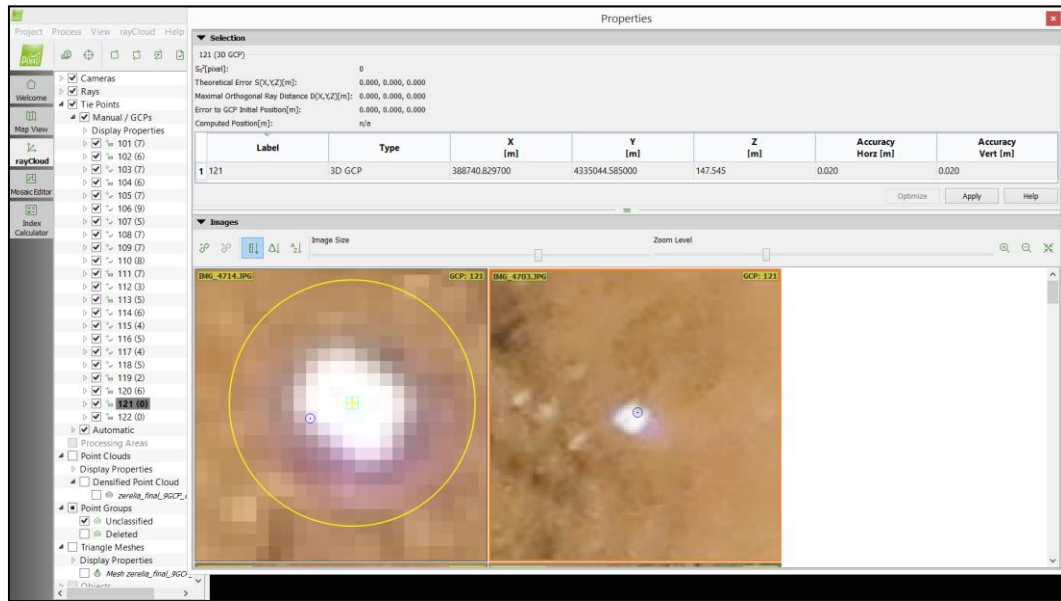 Properties
Project Process View rayCloud Help
Pix4D
Welcome
Map View
rayCloud
Mosaic Editor
Index
Calculator
Cameras
Rays
Tie Points
Manual / GCPs
Display Properties
101 (7)
102 (6)
103 (7)
104 (6)
105 (7)
106 (9)
107 (5)
108 (7)
109 (7)
110 (8)
111 (7)
112 (3)
113 (5)
114 (6)
115 (4)
116 (5)
117 (4)
118 (5)
119 (2)
120 (6)
121 (0)
122 (0)
Automatic
Processing Areas
Point Clouds
Display Properties
Densified Point Cloud
zerelia_final_9GCP_
Point Groups
Unclassified
Deleted
Triangle Meshes
Display Properties
Mesh zerelia_final_9GCP_
Objects
Selection
121 (3D GCP)
S₀²[pixel]: 0
Theoretical Error S(X,Y,Z)[m]: 0.000, 0.000, 0.000
Maximal Orthogonal Ray Distance D(X,Y,Z)[m]: 0.000, 0.000, 0.000
Error to GCP Initial Position[m]: 0.000, 0.000, 0.000
Computed Position[m]: n/a
Label Type X [m] Y [m] Z [m] Accuracy Horz [m] Accuracy Vert [m]
1 121 3D GCP 388740.829700 4335044.585000 147.545 0.020 0.020
Optimize Apply Help
Images
Image Size Zoom Level
IMG_4714.JPG GCP: 121 IMG_4703.JPG GCP: 121